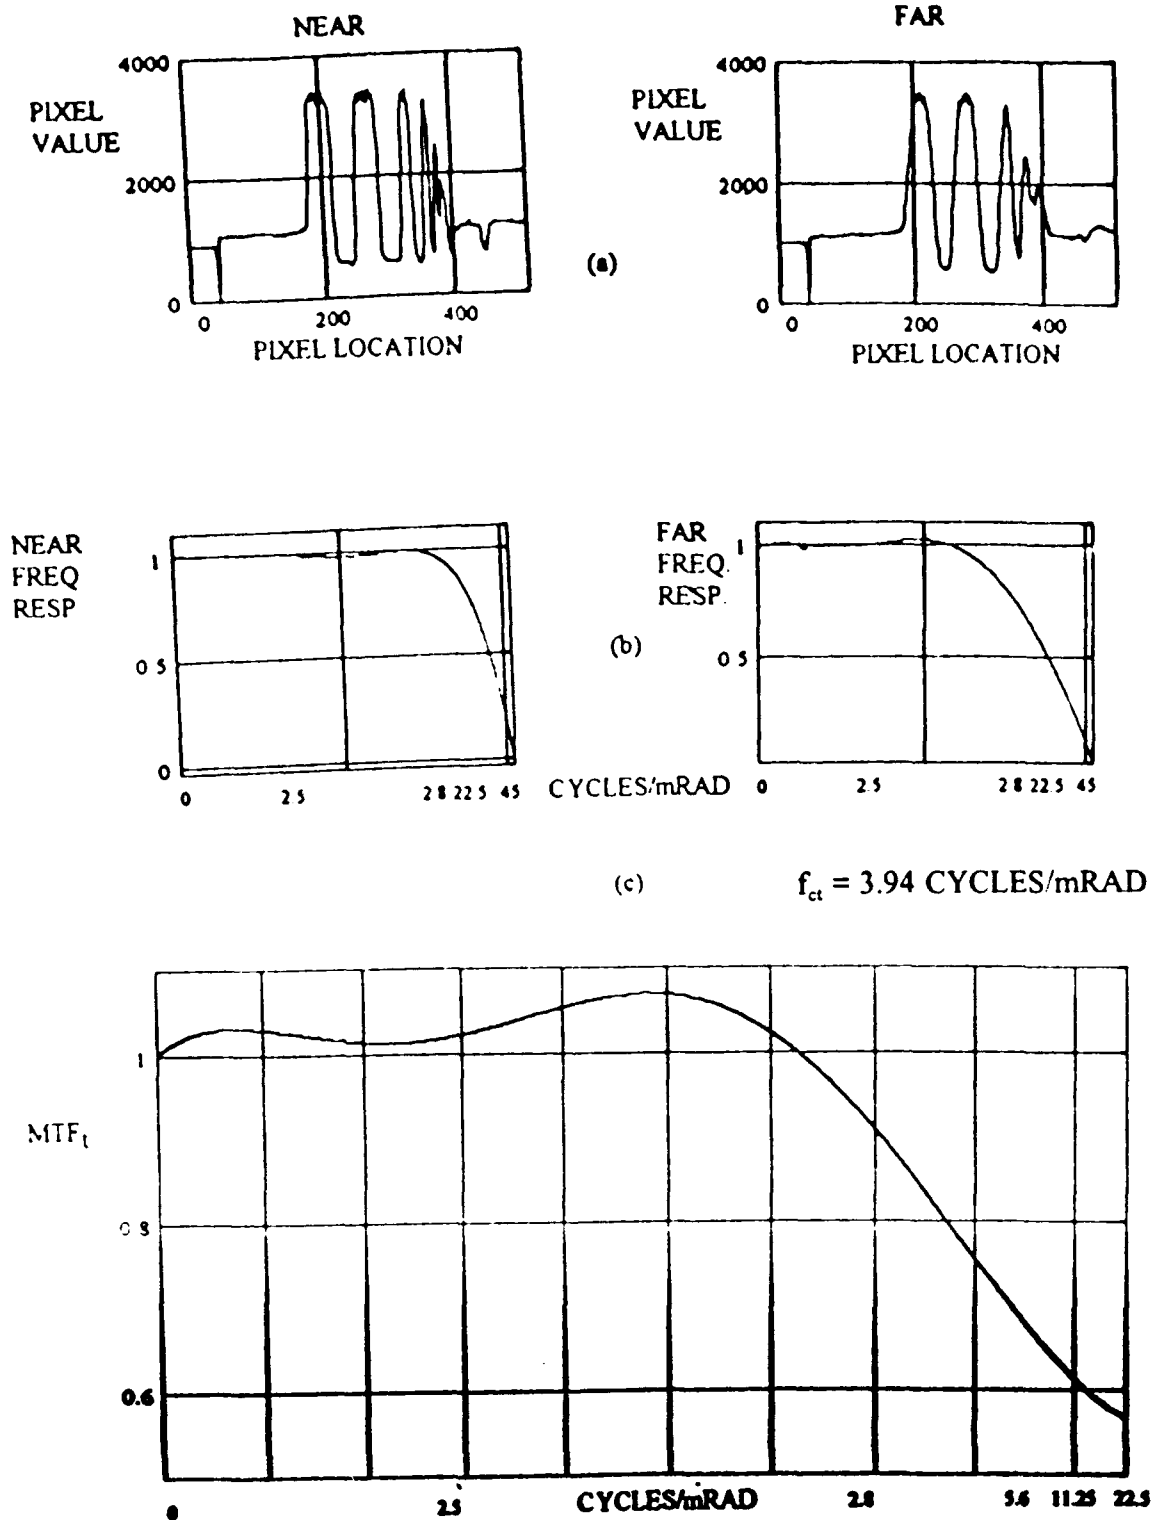 NEAR
4000
PIXEL
VALUE
2000
0
0 200 400
PIXEL LOCATION
FAR
4000
PIXEL
VALUE
2000
0
0 200 400
PIXEL LOCATION
(a)
NEAR
FREQ
RESP
1
0 5
0
0 2 5 2 8 22 5 45
CYCLES/mRAD
FAR
FREQ.
RESP.
1
0 5
0 2.5 2 8 22.5 45
(b)
(c)
f_ct = 3.94 CYCLES/mRAD
1
MTF_t
0.6
0 2.5 CYCLES/mRAD 2.8 5.6 11.25 22.5